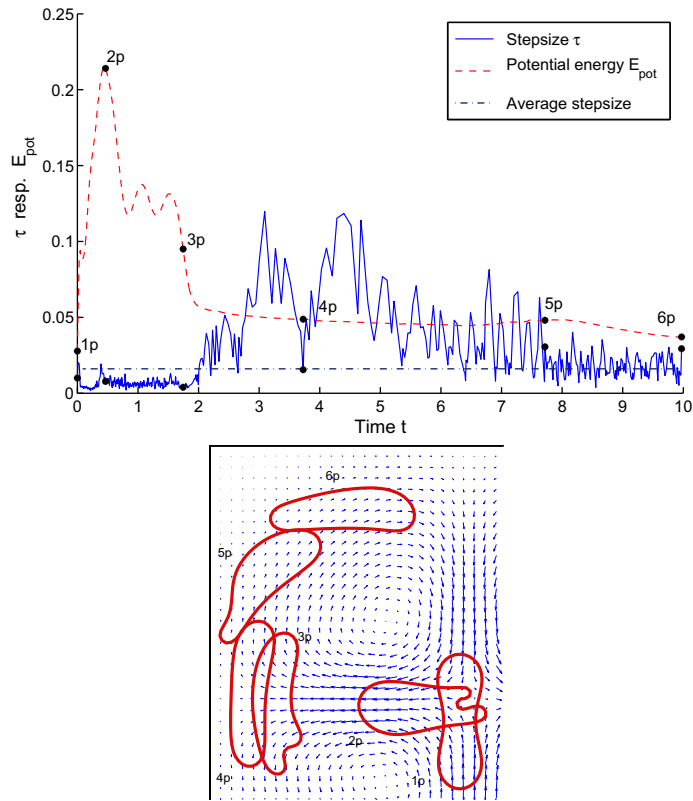 0.25
0.2
0.15
0.1
0.05
0
τ resp. E_pot
Stepsize τ
Potential energy E_pot
Average stepsize
2p
3p
4p
5p
6p
1p
0 1 2 3 4 5 6 7 8 9 10
Time t
6p
5p
3p
2p
4p
1p